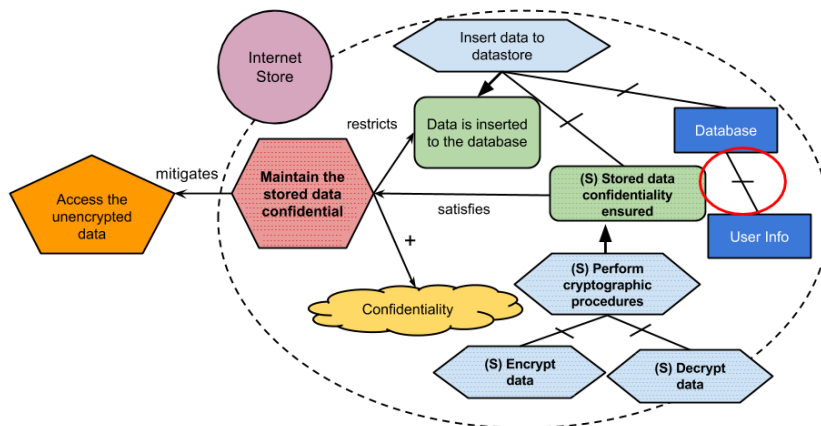 Internet
Store
Insert data to
datastore
restricts
Data is inserted
to the database
Database
mitigates
Access the
unencrypted
data
Maintain the
stored data
confidential
satisfies
(S) Stored data
confidentiality
ensured
User Info
+
Confidentiality
(S) Perform
cryptographic
procedures
(S) Encrypt
data
(S) Decrypt
data